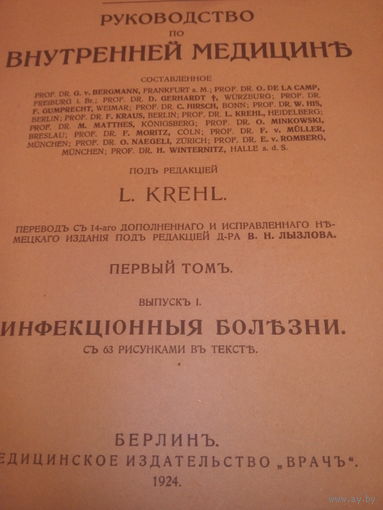 РУКОВОДСТВО
ПО
ВНУТРЕННЕЙ МЕДИЦИНѢ
СОСТАВЛЕННОЕ
PROF. DR. G. v. BERGMANN, FRANKFURT a. M.; PROF. DR. O. DE LA CAMP,
FREIBURG i. Br.; PROF. DR. D. GERHARDT †, WÜRZBURG; PROF. DR.
F. GUMPRECHT, WEIMAR; PROF. DR. C. HIRSCH, BONN; PROF. DR. W. HIS,
BERLIN; PROF. DR. F. KRAUS, BERLIN; PROF. DR. L. KREHL, HEIDELBERG;
PROF. DR. M. MATTHES, KÖNIGSBERG; PROF. DR. O. MINKOWSKI,
BRESLAU; PROF. DR. F. MORITZ, CÖLN; PROF. DR. F. v. MÜLLER,
MÜNCHEN; PROF. DR. O. NAEGELI, ZÜRICH; PROF. DR. E. v. ROMBERG,
MÜNCHEN; PROF. DR. H. WINTERNITZ, HALLE a. d. S.
ПОДЪ РЕДАКЦІЕЙ
L. KREHL.
ПЕРЕВОДЪ СЪ 14-аго ДОПОЛНЕННАГО И ИСПРАВЛЕННАГО НѢ-
МЕЦКАГО ИЗДАНІЯ ПОДЪ РЕДАКЦІЕЙ Д-РА В. Н. ЛЫЗЛОВА.
ПЕРВЫЙ ТОМЪ.
ВЫПУСКЪ I.
ИНФЕКЦІОННЫЯ БОЛѢЗНИ.
СЪ 63 РИСУНКАМИ ВЪ ТЕКСТѢ.
БЕРЛИНЪ.
ЕДИЦИНСКОЕ ИЗДАТЕЛЬСТВО „ВРАЧЪ“.
1924.
www.ay.by